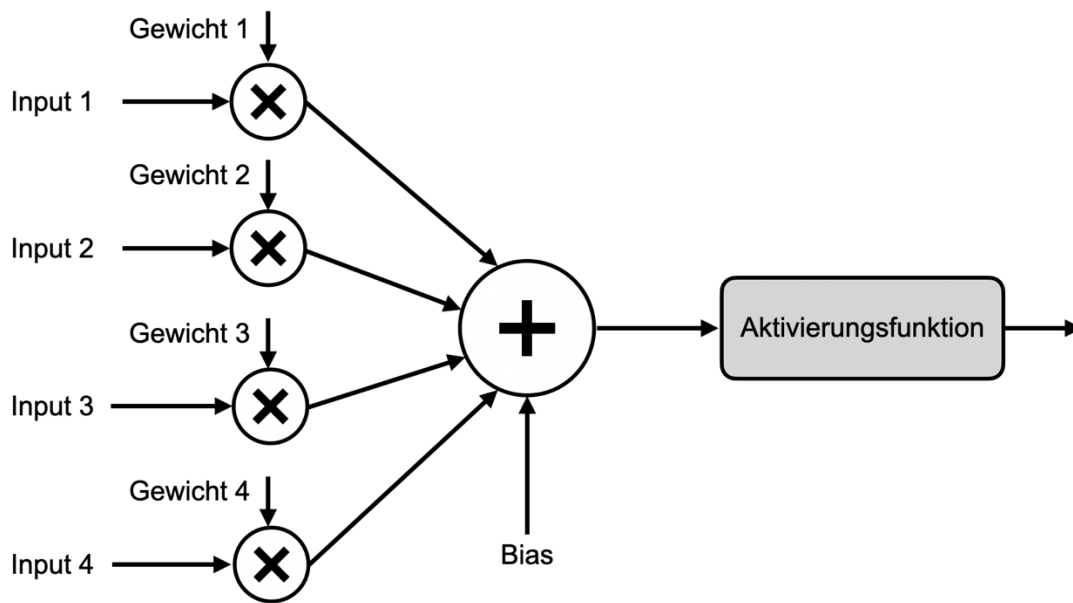 Gewicht 1
Input 1
Gewicht 2
Input 2
Gewicht 3
Input 3
Gewicht 4
Input 4
Bias
Aktivierungsfunktion